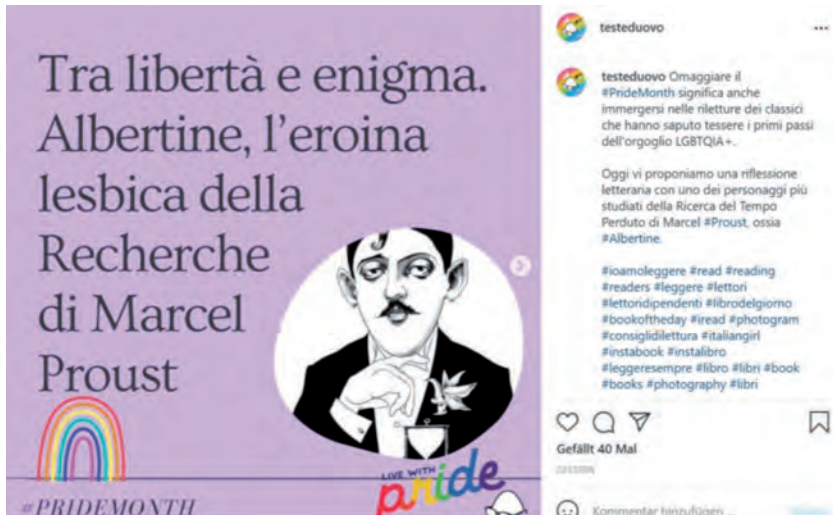 Tra libertà e enigma.
Albertine, l'eroina
lesbica della
Recherche
di Marcel
Proust
LIVE WITH
pride
#PRIDEMONTH
testeduovo
testeduovo Omaggiare il
#PrideMonth significa anche
immergersi nelle riletture dei classici
che hanno saputo tessere i primi passi
dell'orgoglio LGBTQIA+.
Oggi vi proponiamo una riflessione
letteraria con uno dei personaggi più
studiati della Ricerca del Tempo
Perduto di Marcel #Proust, ossia
#Albertine.
#ioamoleggere #read #reading
#readers #leggere #lettori
#lettoridipendenti #librodelgiorno
#bookoftheday #iread #photogram
#consiglidilettura #italiangirl
#instabook #instalibro
#leggeresempre #libro #libri #book
#books #photography #libri
Gefällt 40 Mal
Kommentar hinzufügen ...